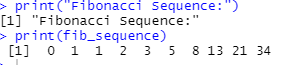 > print("Fibonacci Sequence:")
[1] "Fibonacci Sequence:"
> print(fib_sequence)
[1]  0  1  1  2  3  5  8 13 21 34
>